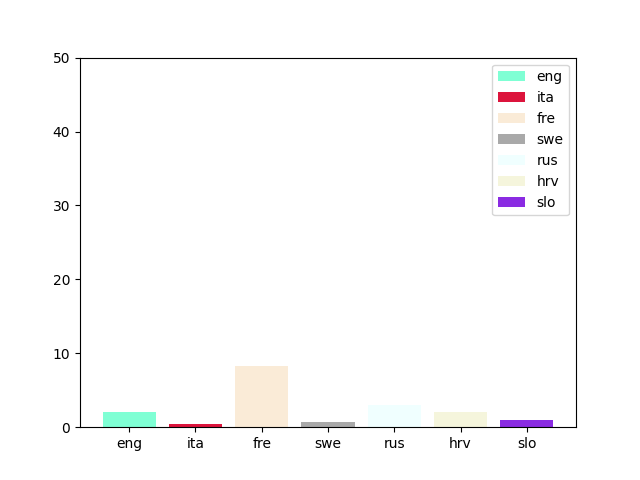 50
40
30
20
10
0
eng ita fre swe rus hrv slo
eng
ita
fre
swe
rus
hrv
slo